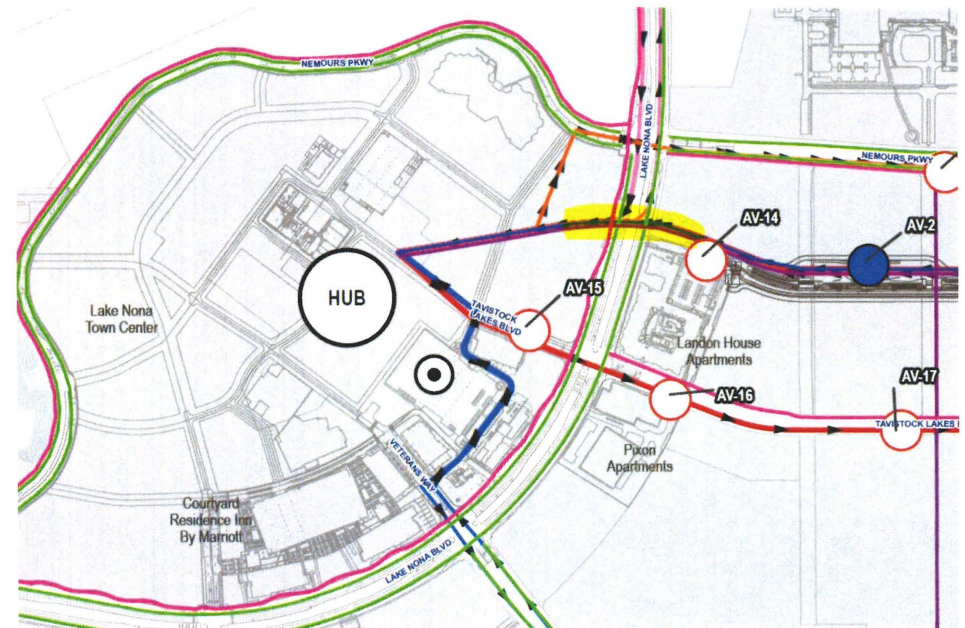 NEMOURS PKWY
LAKE NONA BLVD
NEMOURS PKWY
AV-14
AV-2
HUB
AV-15
TAVISTOCK
LAKES BLVD
Lake Nona
Town Center
Landon House
Apartments
AV-16
AV-17
TAVISTOCK LAKES
Pixon
Apartments
VETERANS WAY
Courtyard
Residence Inn
By Marriott
LAKE NONA BLVD.